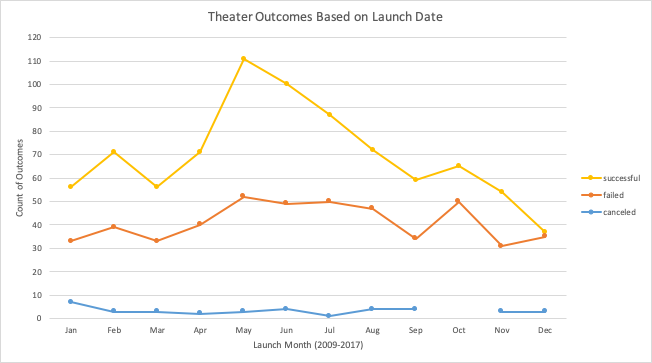 Theater Outcomes Based on Launch Date
120
110
100
90
80
70
60
50
40
30
20
10
0
Count of Outcomes
Jan Feb Mar Apr May Jun Jul Aug Sep Oct Nov Dec
Launch Month (2009-2017)
successful
failed
canceled